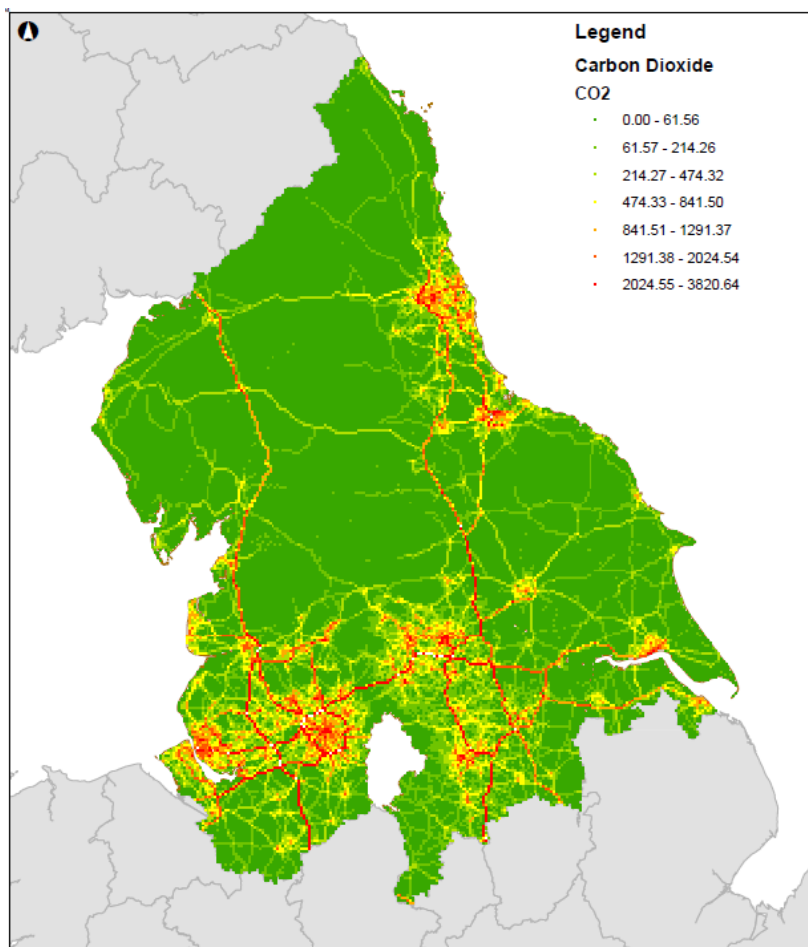 Legend
Carbon Dioxide
CO2
0.00 - 61.56
61.57 - 214.26
214.27 - 474.32
474.33 - 841.50
841.51 - 1291.37
1291.38 - 2024.54
2024.55 - 3820.64